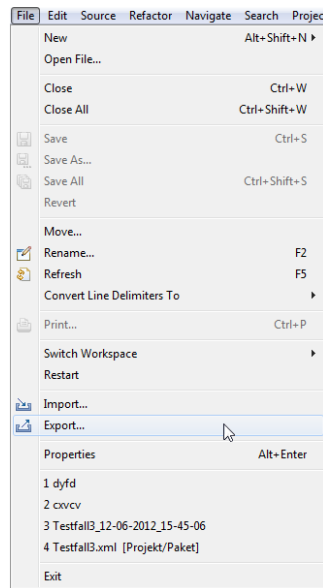 File Edit Source Refactor Navigate Search Projec
New Alt+Shift+N
Open File...
Close Ctrl+W
Close All Ctrl+Shift+W
Save Ctrl+S
Save As...
Save All Ctrl+Shift+S
Revert
Move...
Rename... F2
Refresh F5
Convert Line Delimiters To
Print... Ctrl+P
Switch Workspace
Restart
Import...
Export...
Properties Alt+Enter
1 dyfd
2 cxvcv
3 Testfall3_12-06-2012_15-45-06
4 Testfall3.xml [Projekt/Paket]
Exit